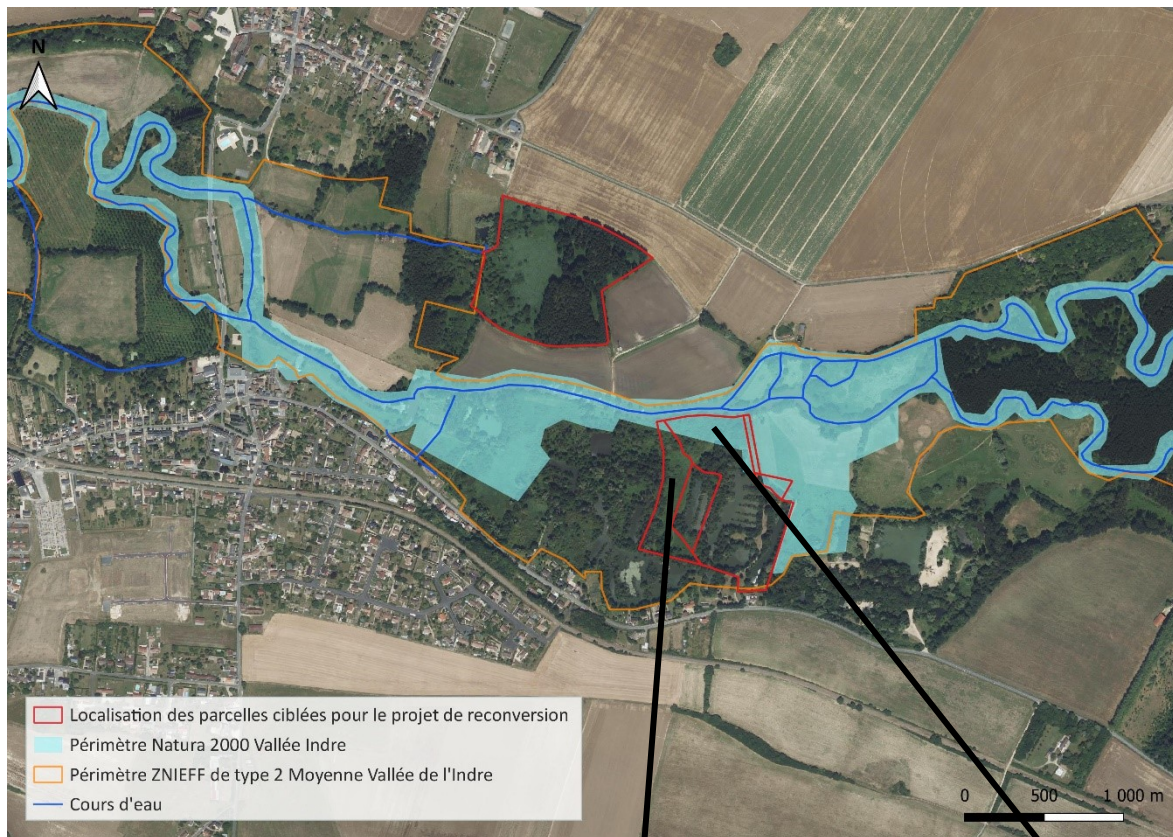 N
Localisation des parcelles ciblées pour le projet de reconversion
Périmètre Natura 2000 Vallée Indre
Périmètre ZNIEFF de type 2 Moyenne Vallée de l'Indre
Cours d'eau
0 500 1 000 m